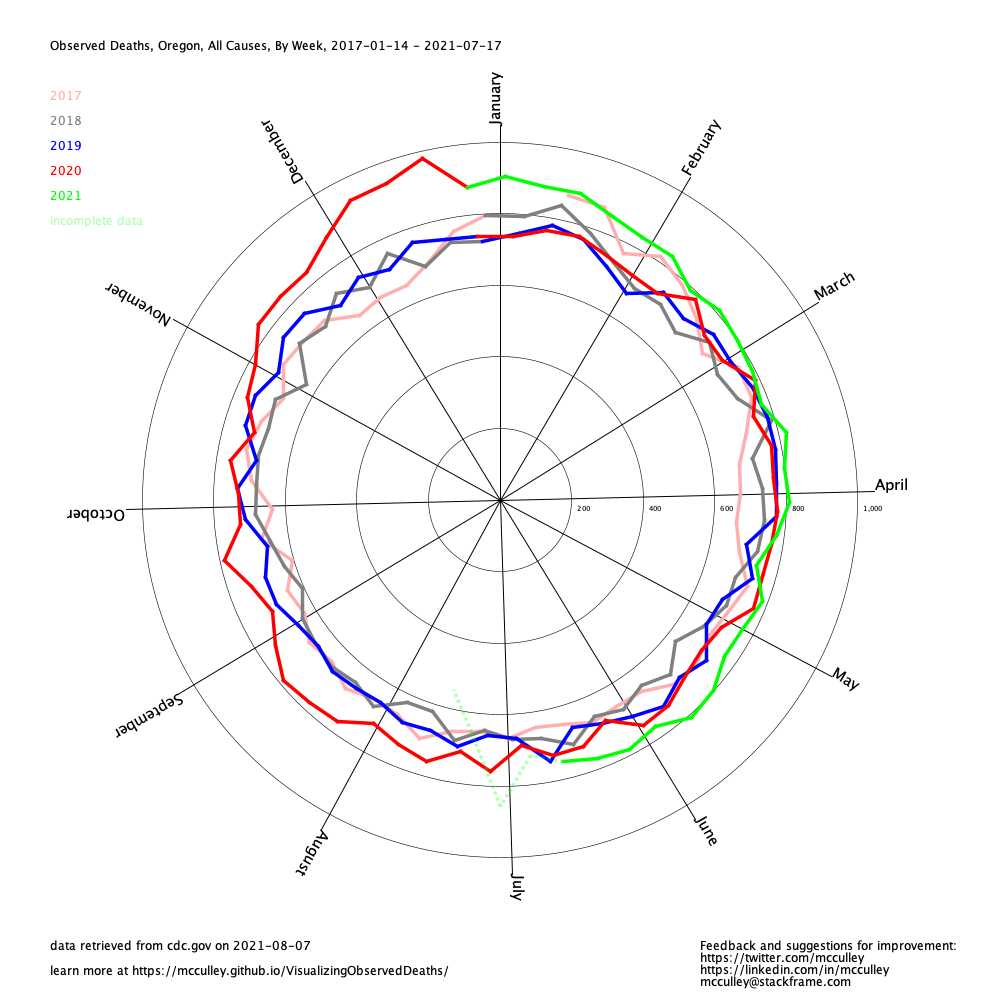 Observed Deaths, Oregon, All Causes, By Week, 2017-01-14 - 2021-07-17
2017
2018
2019
2020
2021
incomplete data
January
February
March
April
May
June
July
August
September
October
November
December
200
400
600
800
1,000
data retrieved from cdc.gov on 2021-08-07
learn more at https://mcculley.github.io/VisualizingObservedDeaths/
Feedback and suggestions for improvement:
https://twitter.com/mcculley
https://linkedin.com/in/mcculley
mcculley@stackframe.com